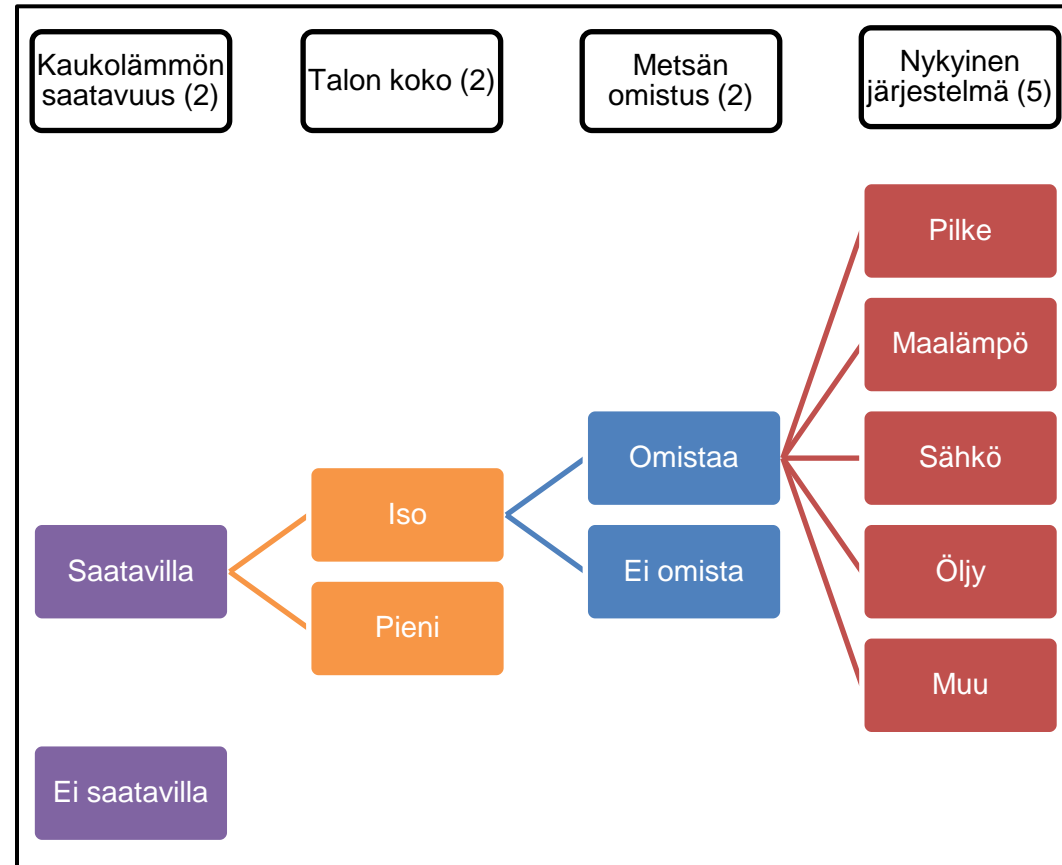 Kaukolämmön
saatavuus (2)
Talon koko (2)
Metsän
omistus (2)
Nykyinen
järjestelmä (5)
Pilke
Maalämpö
Omistaa
Sähkö
Iso
Saatavilla
Ei omista
Öljy
Pieni
Muu
Ei saatavilla